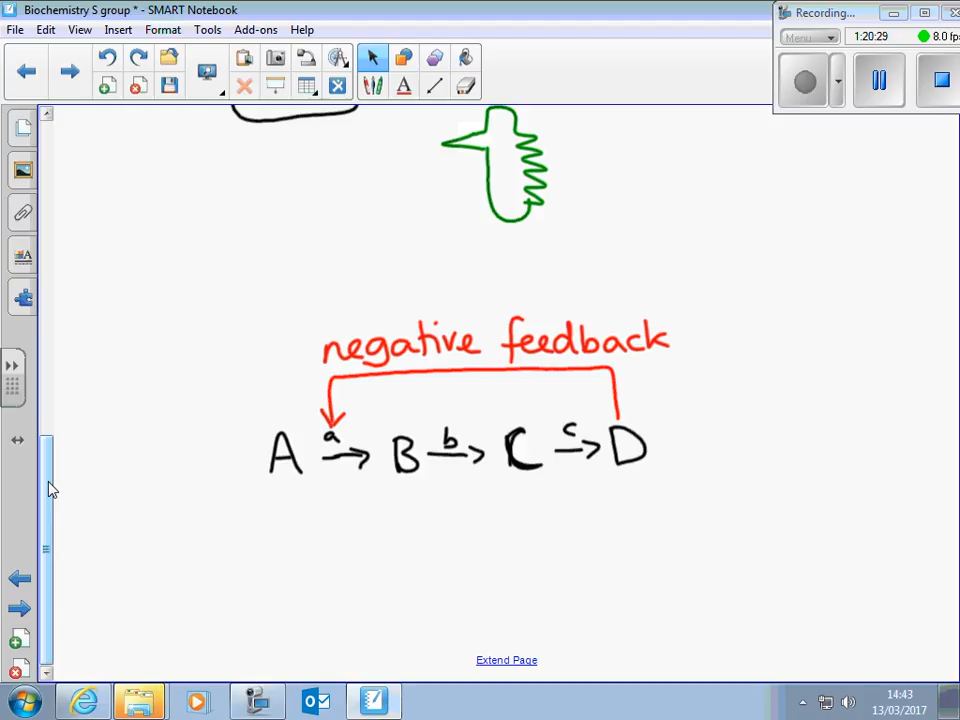 Biochemistry S group * - SMART Notebook
Recording...
File Edit View Insert Format Tools Add-ons Help
Menu
1:20:29
8.0 fp
negative feedback
a b c
A → B → C → D
Extend Page
14:43
13/03/2017